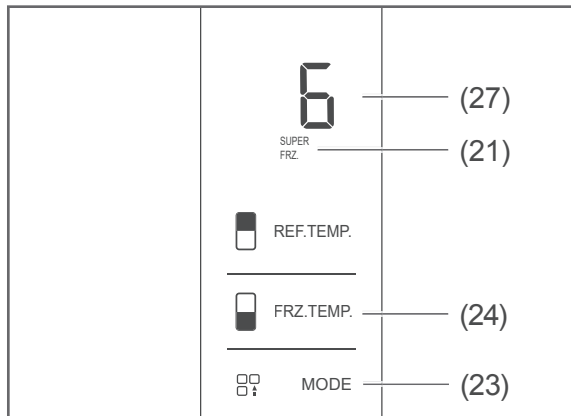 6
(27)
SUPER
FRZ.
(21)
REF.TEMP.
FRZ.TEMP.
(24)
MODE
(23)